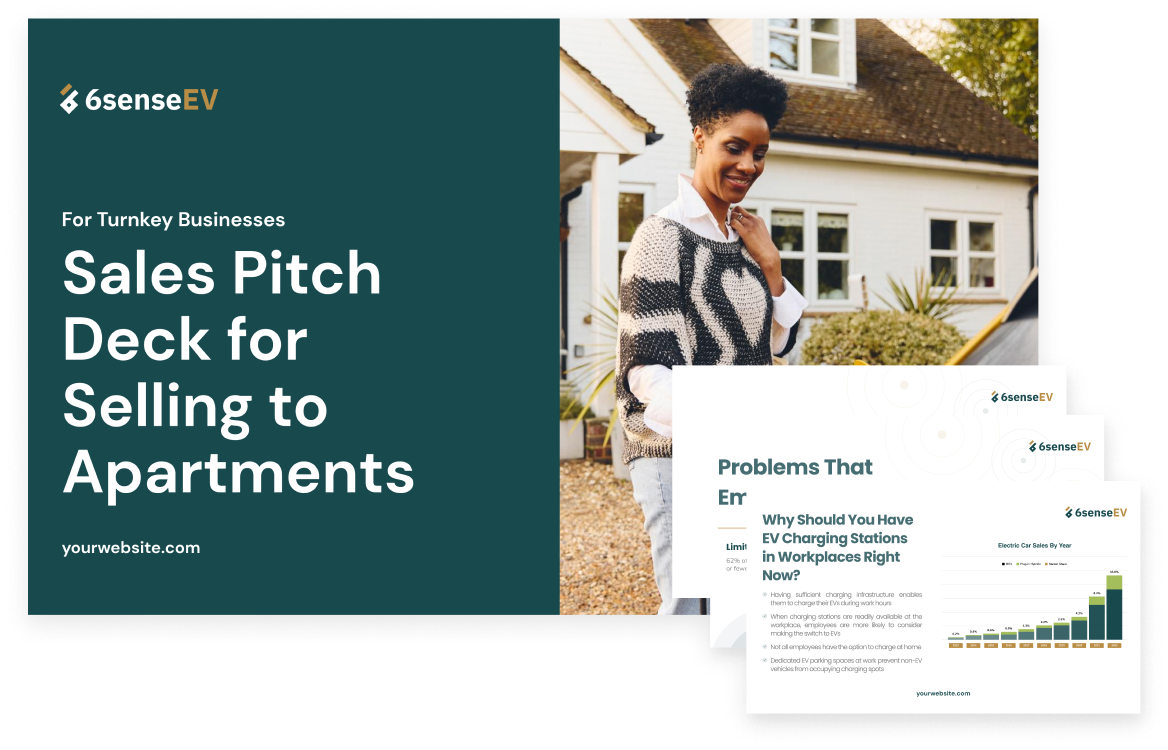 6senseEV
For Turnkey Businesses
Sales Pitch
Deck for
Selling to
Apartments
yourwebsite.com
6senseEV
Problems That
Em
Limit
62% of
or fewe
6senseEV
6senseEV
Why Should You Have
EV Charging Stations
in Workplaces Right
Now?
Having sufficient charging infrastructure enables
them to charge their EVs during work hours
When charging stations are readily available at the
workplace, employees are more likely to consider
making the switch to EVs
Not all employees have the option to charge at home
Dedicated EV parking spaces at work prevent non-EV
vehicles from occupying charging spots
Electric Car Sales By Year
yourwebsite.com